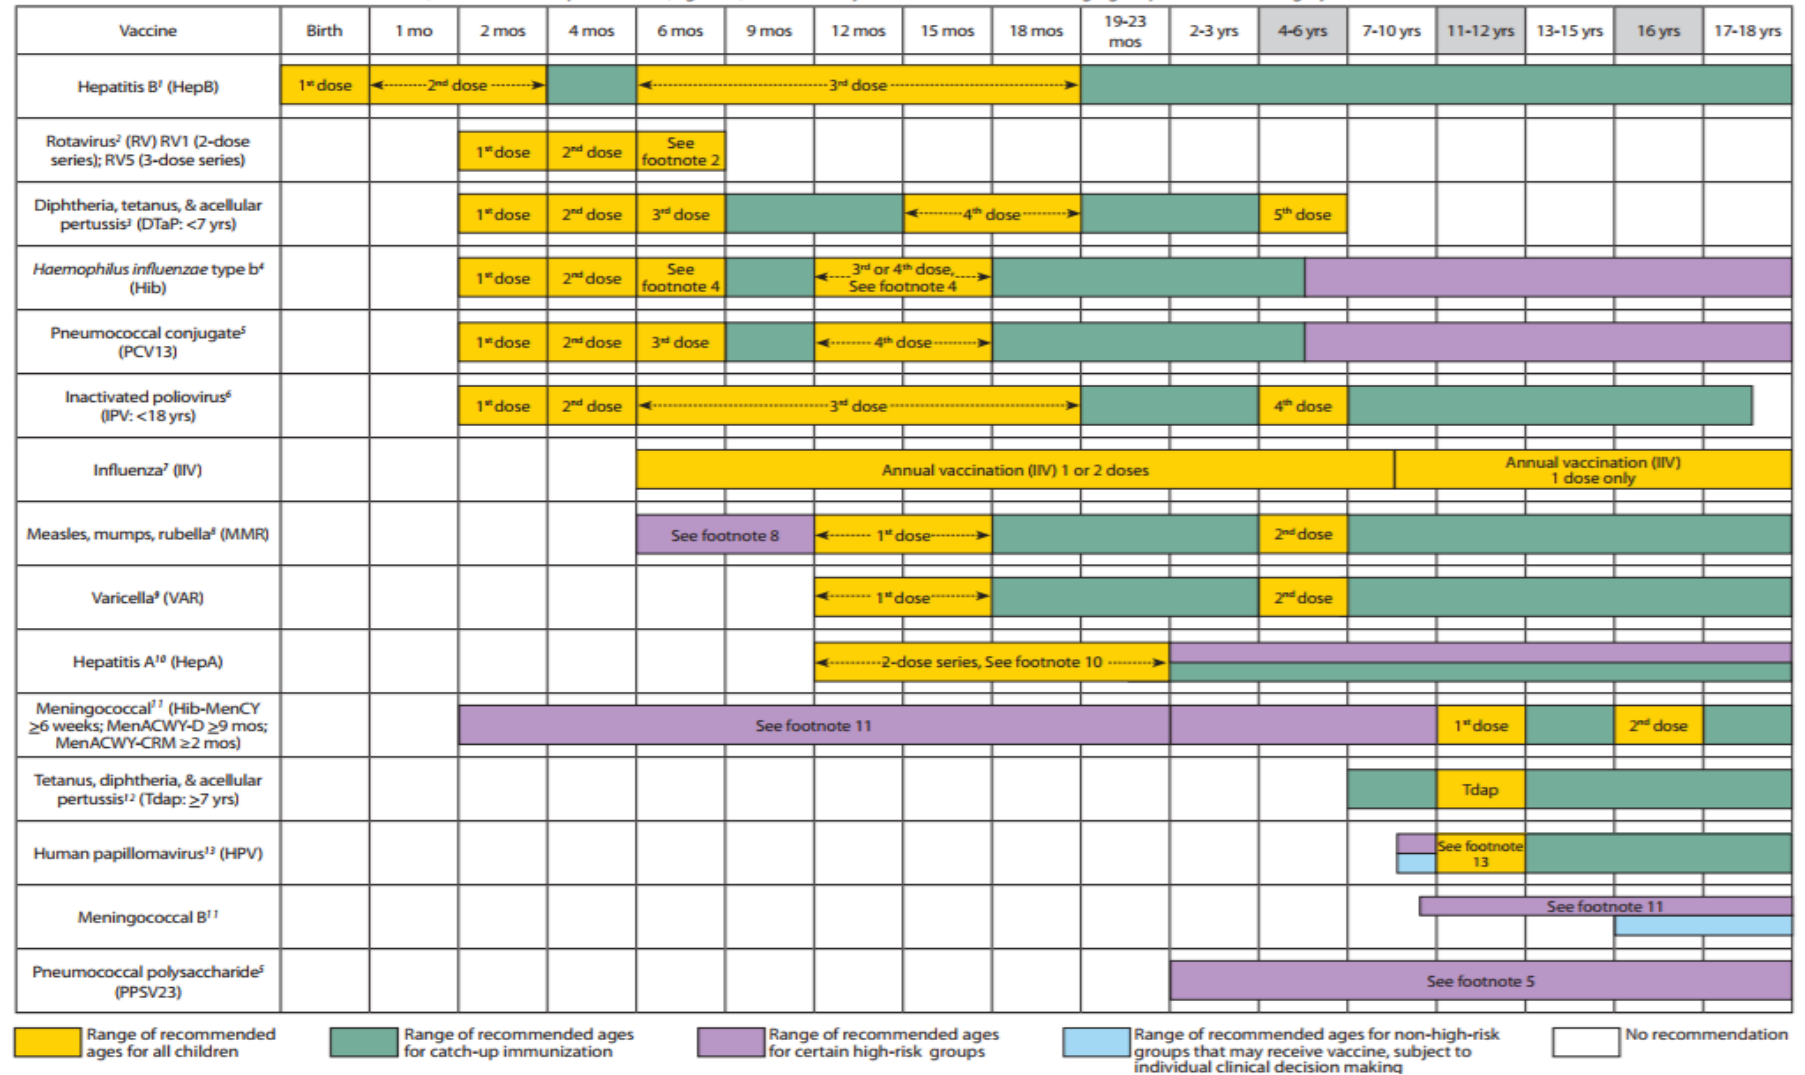 Vaccine Birth 1 mo 2 mos 4 mos 6 mos 9 mos 12 mos 15 mos 18 mos 19-23 mos 2-3 yrs 4-6 yrs 7-10 yrs 11-12 yrs 13-15 yrs 16 yrs 17-18 yrs
Hepatitis B1 (HepB)
1st dose
2nd dose
3rd dose
Rotavirus2 (RV) RV1 (2-dose
series); RV5 (3-dose series)
1st dose
2nd dose
See
footnote 2
Diphtheria, tetanus, & acellular
pertussis3 (DTaP: <7 yrs)
1st dose
2nd dose
3rd dose
4th dose
5th dose
Haemophilus influenzae type b4
(Hib)
1st dose
2nd dose
See
footnote 4
3rd or 4th dose,
See footnote 4
Pneumococcal conjugate5
(PCV13)
1st dose
2nd dose
3rd dose
4th dose
Inactivated poliovirus6
(IPV: <18 yrs)
1st dose
2nd dose
3rd dose
4th dose
Influenza7 (IIV)
Annual vaccination (IIV) 1 or 2 doses
Annual vaccination (IIV)
1 dose only
Measles, mumps, rubella8 (MMR)
See footnote 8
1st dose
2nd dose
Varicella9 (VAR)
1st dose
2nd dose
Hepatitis A10 (HepA)
2-dose series, See footnote 10
Meningococcal11 (Hib-MenCY
≥6 weeks; MenACWY-D ≥9 mos;
MenACWY-CRM ≥2 mos)
See footnote 11
1st dose
2nd dose
Tetanus, diphtheria, & acellular
pertussis12 (Tdap: ≥7 yrs)
Tdap
Human papillomavirus13 (HPV)
See footnote
13
Meningococcal B11
See footnote 11
Pneumococcal polysaccharide5
(PPSV23)
See footnote 5
Range of recommended
ages for all children
Range of recommended ages
for catch-up immunization
Range of recommended ages
for certain high-risk groups
Range of recommended ages for non-high-risk
groups that may receive vaccine, subject to
individual clinical decision making
No recommendation